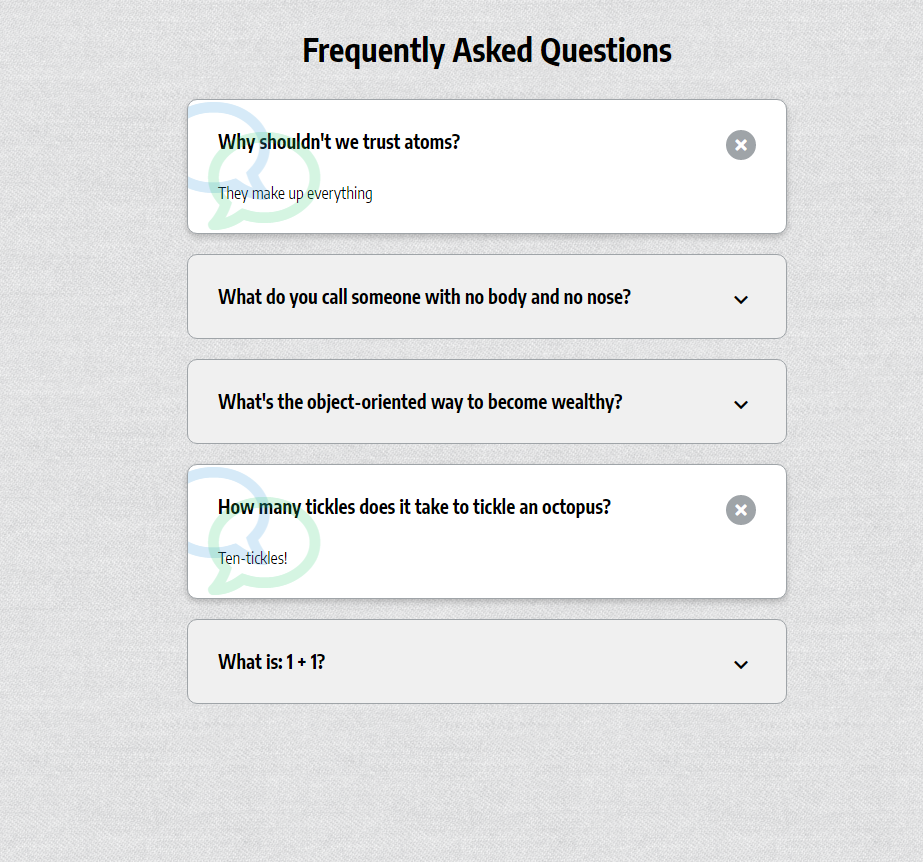 Frequently Asked Questions
Why shouldn't we trust atoms?
They make up everything
What do you call someone with no body and no nose?
What's the object-oriented way to become wealthy?
How many tickles does it take to tickle an octopus?
Ten-tickles!
What is: 1 + 1?